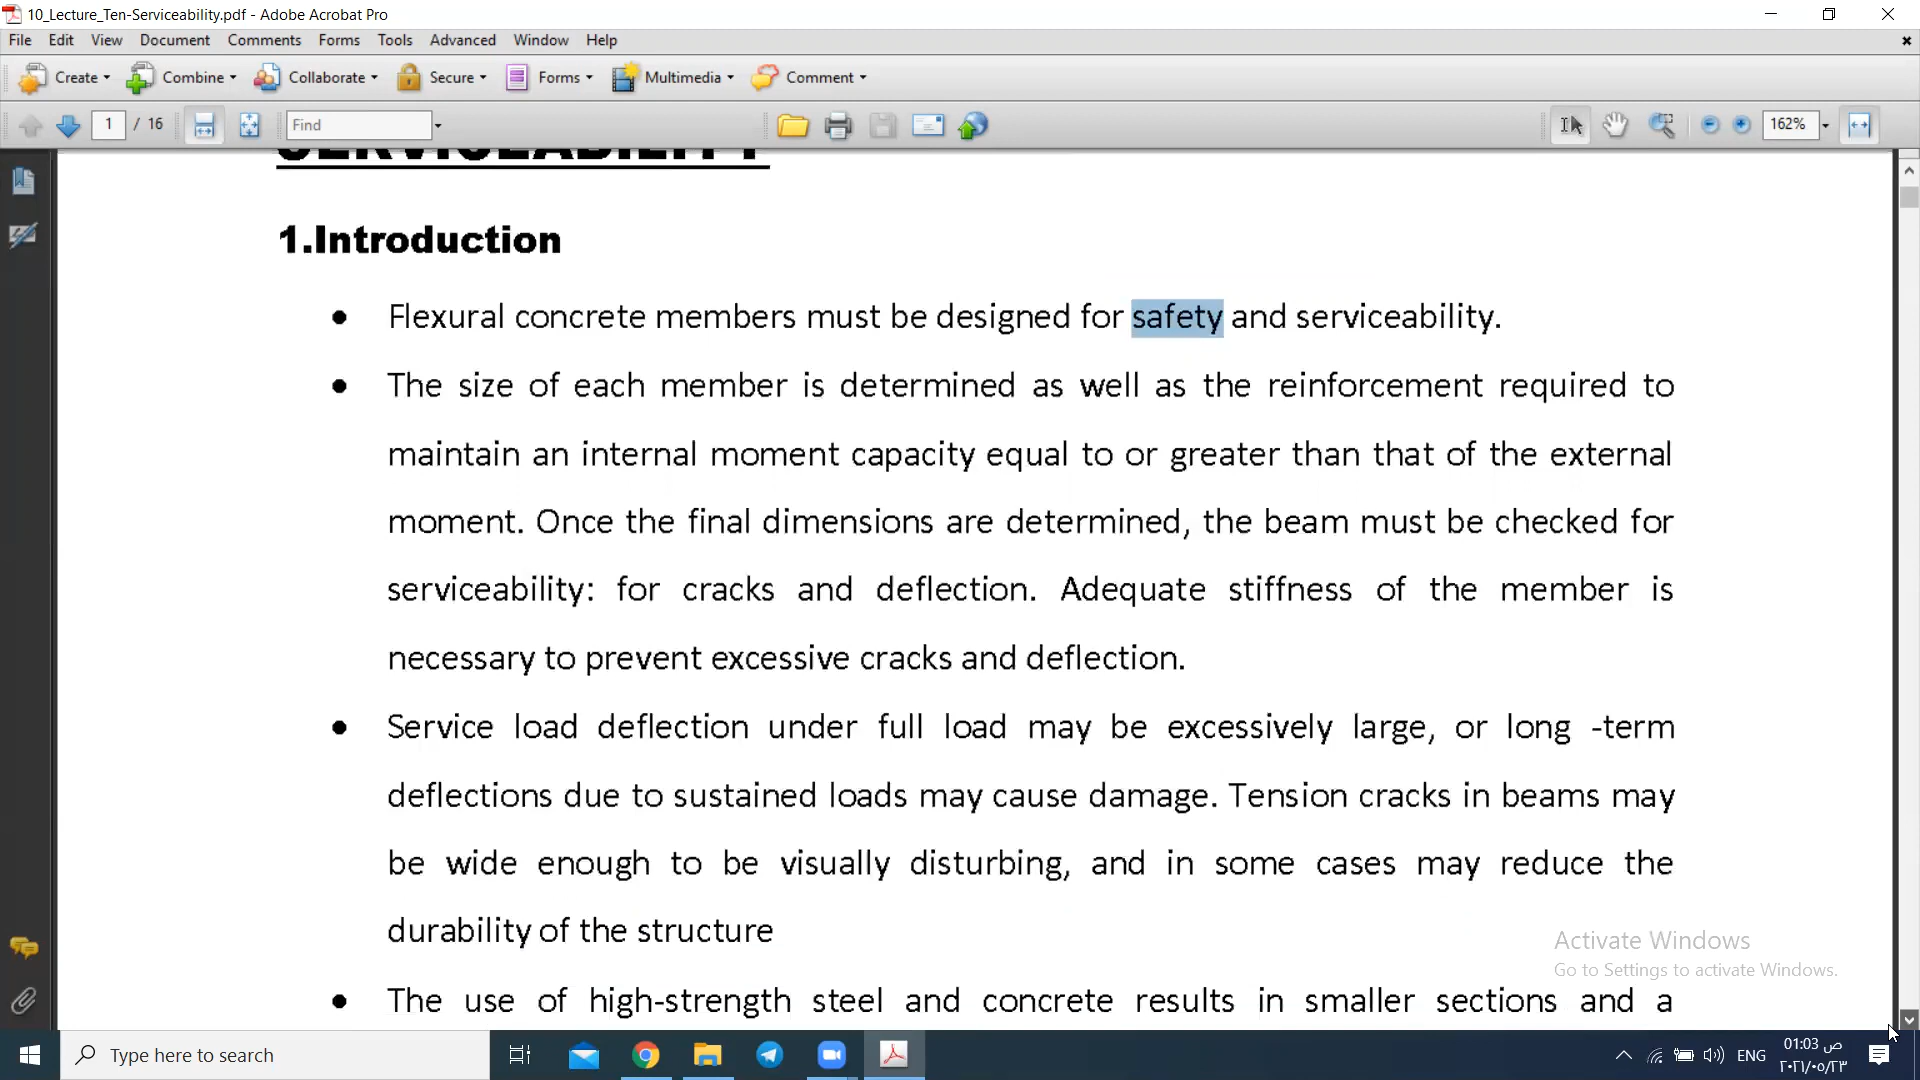 10_Lecture_Ten-Serviceability.pdf - Adobe Acrobat Pro
File Edit View Document Comments Forms Tools Advanced Window Help
Create Combine Collaborate Secure Forms Multimedia Comment
1 / 16 Find 162%
SERVICEABILITY
1.Introduction
• Flexural concrete members must be designed for safety and serviceability.
• The size of each member is determined as well as the reinforcement required to
maintain an internal moment capacity equal to or greater than that of the external
moment. Once the final dimensions are determined, the beam must be checked for
serviceability: for cracks and deflection. Adequate stiffness of the member is
necessary to prevent excessive cracks and deflection.
• Service load deflection under full load may be excessively large, or long -term
deflections due to sustained loads may cause damage. Tension cracks in beams may
be wide enough to be visually disturbing, and in some cases may reduce the
durability of the structure
Activate Windows
Go to Settings to activate Windows.
• The use of high-strength steel and concrete results in smaller sections and a
Type here to search
ENG
01:03 ص
٢٠٢١/٠٥/٢٣